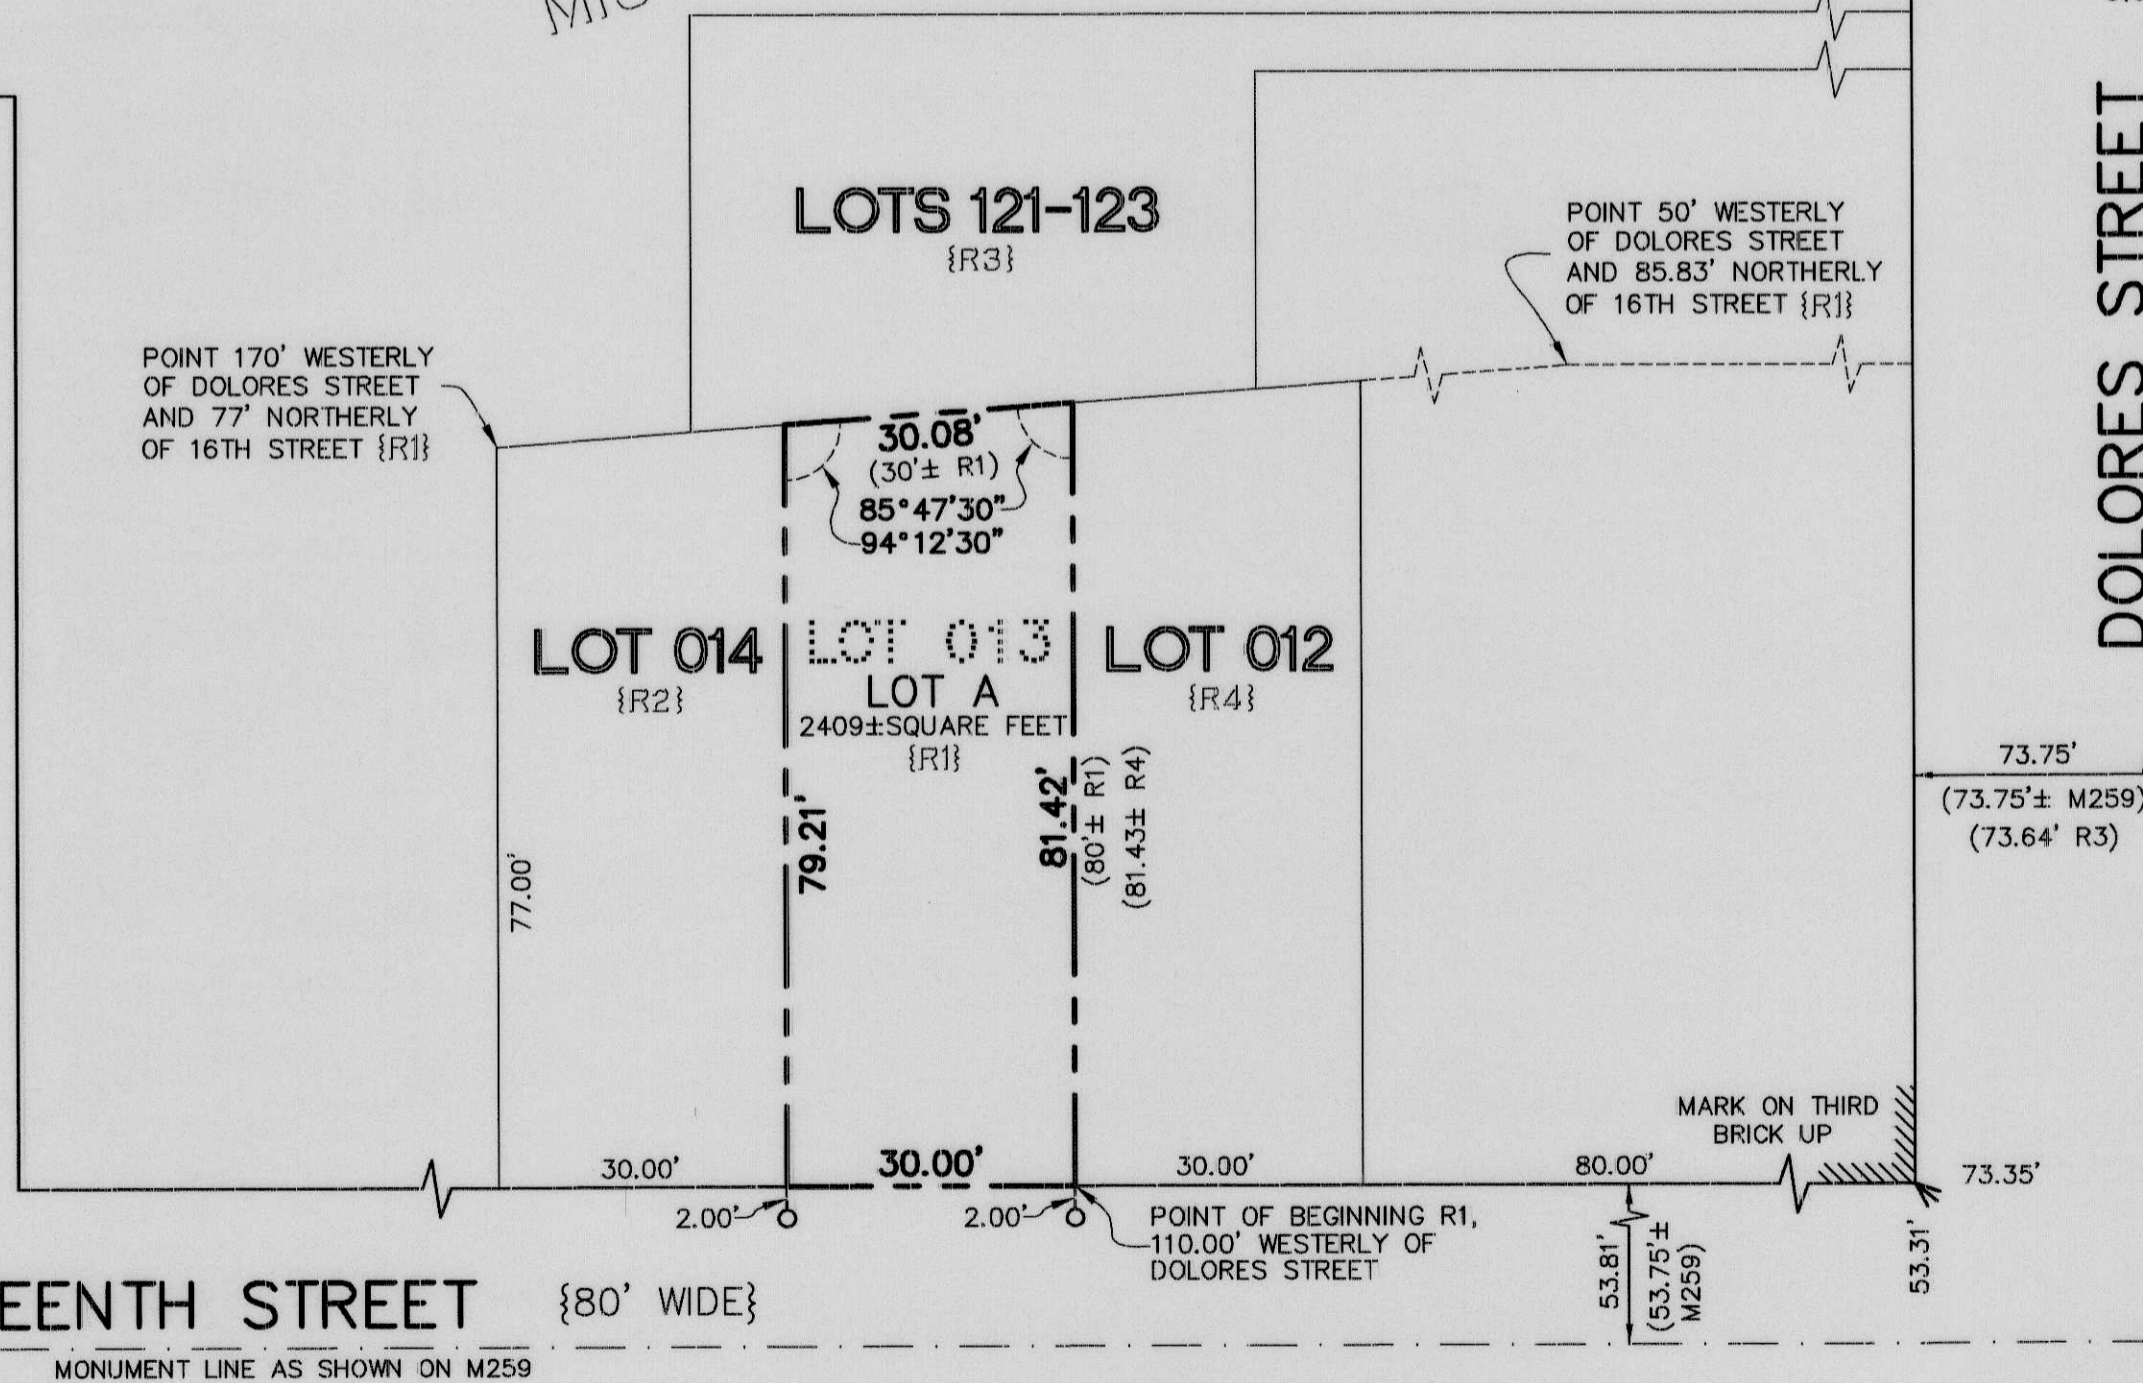 LOTS 121-123
{R3}
POINT 50' WESTERLY
OF DOLORES STREET
AND 85.83' NORTHERLY
OF 16TH STREET {R1}
DOLORES STREET
POINT 170' WESTERLY
OF DOLORES STREET
AND 77' NORTHERLY
OF 16TH STREET {R1}
30.08'
(30'± R1)
85°47'30"
94°12'30"
LOT 014
{R2}
LOT 013
LOT A
2409±SQUARE FEET
{R1}
LOT 012
{R4}
77.00'
79.21'
81.42'
(80'± R1)
(81.43± R4)
73.75'
(73.75'± M259)
(73.64' R3)
MARK ON THIRD
BRICK UP
30.00'
30.00'
30.00'
80.00'
73.35'
2.00'
2.00'
POINT OF BEGINNING R1,
110.00' WESTERLY OF
DOLORES STREET
53.81'
(53.75'±
M259)
53.31'
EENTH STREET {80' WIDE}
MONUMENT LINE AS SHOWN ON M259